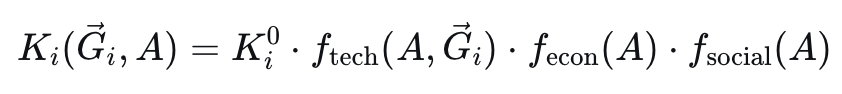 $K_i(\vec{G}_i, A) = K_i^0 \cdot f_{\text{tech}}(A, \vec{G}_i) \cdot f_{\text{econ}}(A) \cdot f_{\text{social}}(A)$